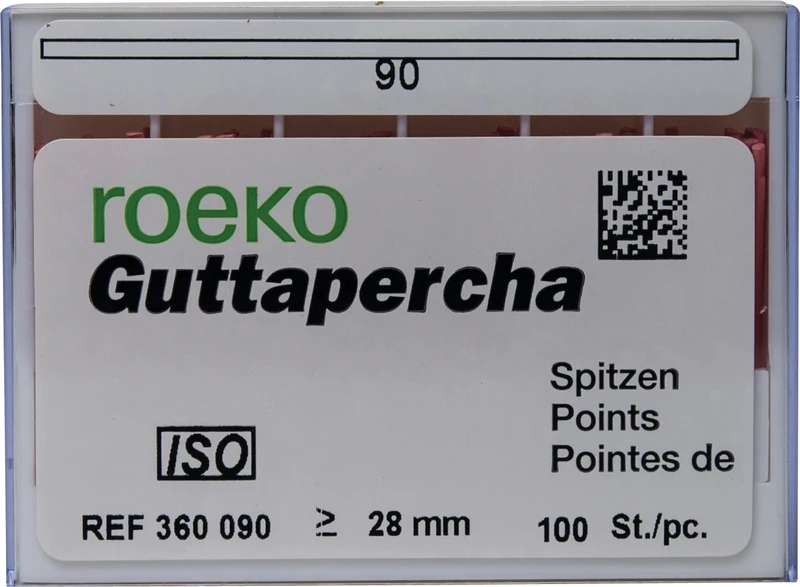 90
roeko
Guttapercha
Spitzen
Points
Pointes de
ISO
REF 360 090 ≥ 28 mm 100 St./pc.